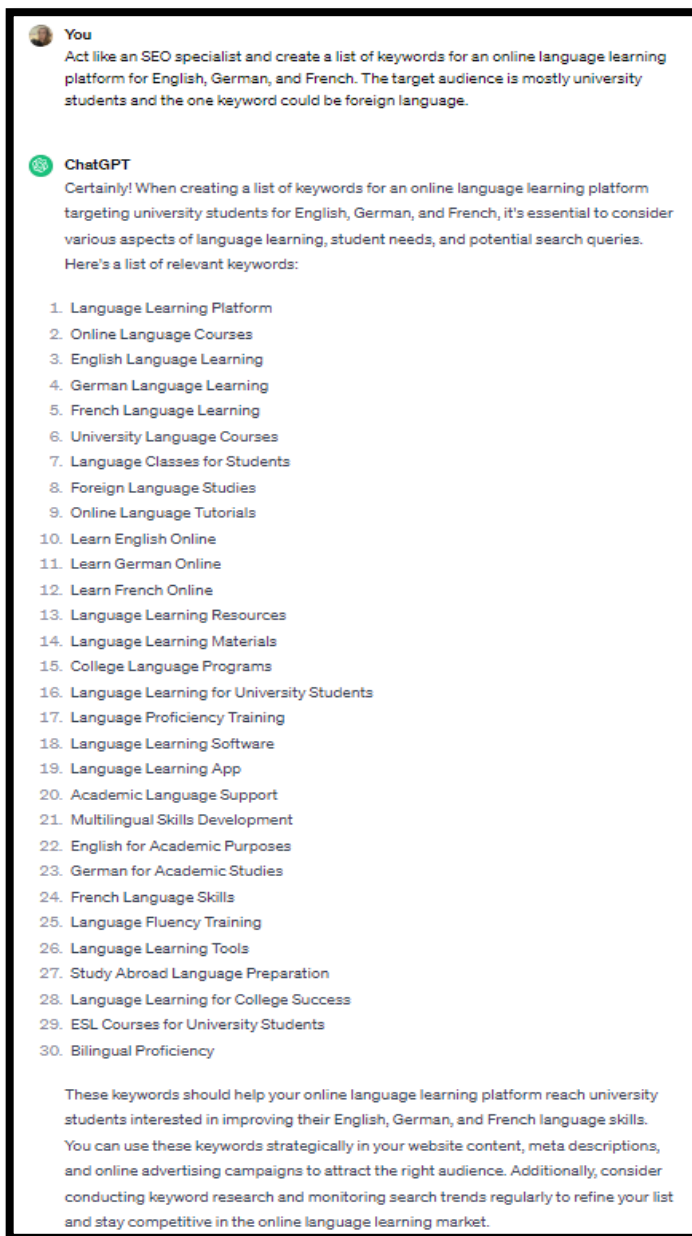 You
Act like an SEO specialist and create a list of keywords for an online language learning
platform for English, German, and French. The target audience is mostly university
students and the one keyword could be foreign language.
ChatGPT
Certainly! When creating a list of keywords for an online language learning platform
targeting university students for English, German, and French, it's essential to consider
various aspects of language learning, student needs, and potential search queries.
Here's a list of relevant keywords:
1. Language Learning Platform
2. Online Language Courses
3. English Language Learning
4. German Language Learning
5. French Language Learning
6. University Language Courses
7. Language Classes for Students
8. Foreign Language Studies
9. Online Language Tutorials
10. Learn English Online
11. Learn German Online
12. Learn French Online
13. Language Learning Resources
14. Language Learning Materials
15. College Language Programs
16. Language Learning for University Students
17. Language Proficiency Training
18. Language Learning Software
19. Language Learning App
20. Academic Language Support
21. Multilingual Skills Development
22. English for Academic Purposes
23. German for Academic Studies
24. French Language Skills
25. Language Fluency Training
26. Language Learning Tools
27. Study Abroad Language Preparation
28. Language Learning for College Success
29. ESL Courses for University Students
30. Bilingual Proficiency
These keywords should help your online language learning platform reach university
students interested in improving their English, German, and French language skills.
You can use these keywords strategically in your website content, meta descriptions,
and online advertising campaigns to attract the right audience. Additionally, consider
conducting keyword research and monitoring search trends regularly to refine your list
and stay competitive in the online language learning market.